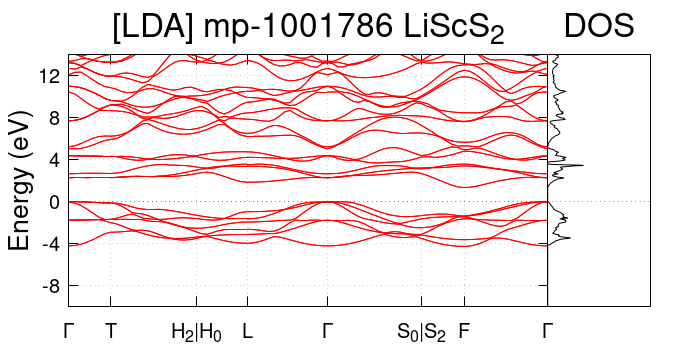 [LDA] mp-1001786 LiScS₂ DOS
12
8
4
0
-4
-8
Energy (eV)
Γ T H₂|H₀ L Γ S₀|S₂ F Γ